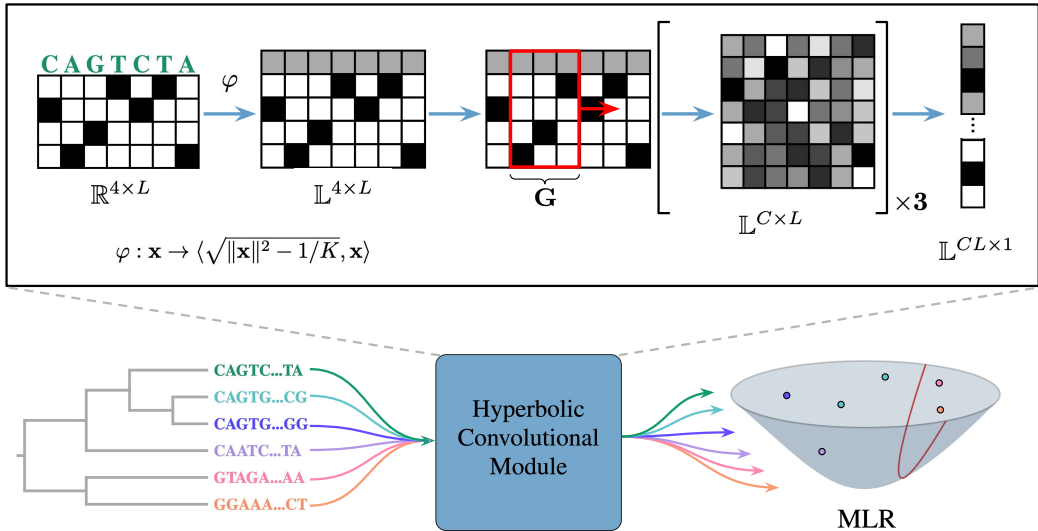 CAGTCTA
φ
ℝ^{4×L}
𝕃^{4×L}
G
×3
𝕃^{C×L}
𝕃^{CL×1}
φ : x → ⟨√(‖x‖² − 1/K), x⟩
CAGTC...TA
CAGTG...CG
CAGTG...GG
CAATC...TA
GTAGA...AA
GGAAA...CT
Hyperbolic
Convolutional
Module
MLR